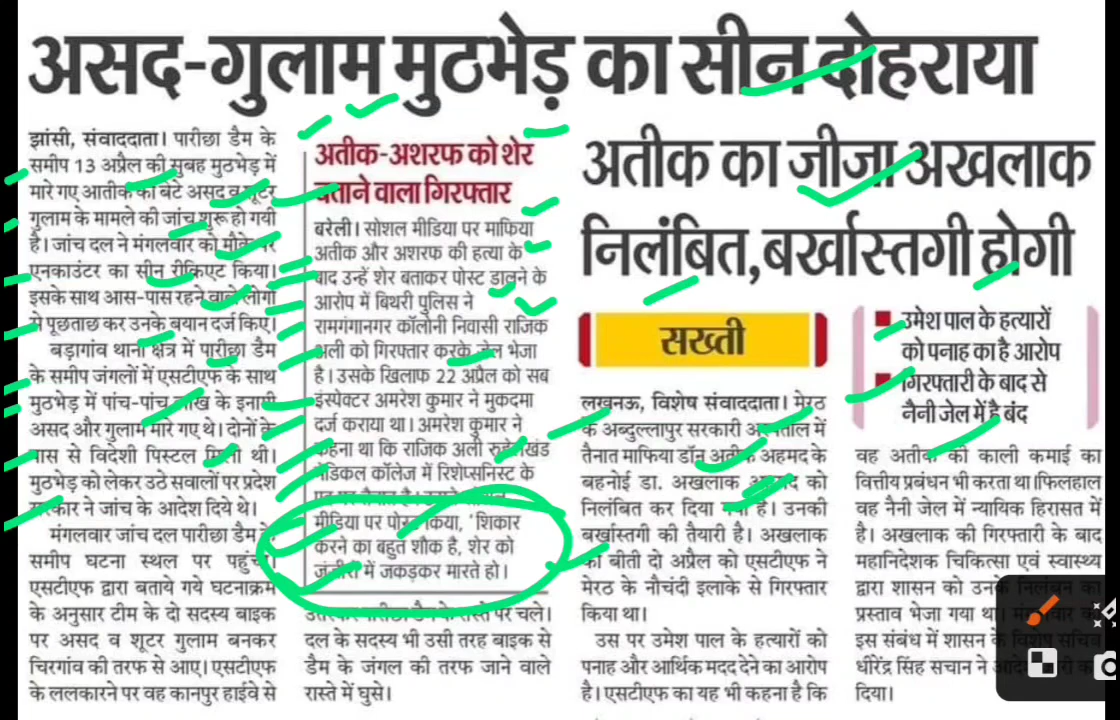 असद-गुलाम मुठभेड़ का सीन दोहराया
झांसी, संवाददाता। पारीछा डैम के
समीप 13 अप्रैल की सुबह मुठभेड़ में
मारे गए आतीक के बेटे असद व शूटर
गुलाम के मामले की जांच शुरू हो गयी
है। जांच दल ने मंगलवार को मौके पर
एनकाउंटर का सीन रीक्रिएट किया।
इसके साथ आस-पास रहने वाले लोगों
से पूछताछ कर उनके बयान दर्ज किए।
बड़ागांव थाना क्षेत्र में पारीछा डैम
के समीप जंगलों में एसटीएफ के साथ
मुठभेड़ में पांच-पांच लाख के इनामी
असद और गुलाम मारे गए थे। दोनों के
पास से विदेशी पिस्टल मिली थी।
मुठभेड़ को लेकर उठे सवालों पर प्रदेश
सरकार ने जांच के आदेश दिये थे।
मंगलवार जांच दल पारीछा डैम के
समीप घटना स्थल पर पहुंचा।
एसटीएफ द्वारा बताये गये घटनाक्रम
के अनुसार टीम के दो सदस्य बाइक
पर असद व शूटर गुलाम बनकर
चिरगांव की तरफ से आए। एसटीएफ
के ललकारने पर वह कानपुर हाईवे से
अतीक-अशरफ को शेर
बताने वाला गिरफ्तार
बरेली। सोशल मीडिया पर माफिया
अतीक और अशरफ की हत्या के
बाद उन्हें शेर बताकर पोस्ट डालने के
आरोप में बिथरी पुलिस ने
रामगंगानगर कॉलोनी निवासी राजिक
अली को गिरफ्तार करके जेल भेजा
है। उसके खिलाफ 22 अप्रैल को सब
इंस्पेक्टर अमरेश कुमार ने मुकदमा
दर्ज कराया था। अमरेश कुमार ने
कहना था कि राजिक अली रुहेलखंड
मेडिकल कॉलेज में रिशेप्सनिस्ट के
मीडिया पर पोस्ट किया, 'शिकार
करने का बहुत शौक है, शेर को
जंजीरों में जकड़कर मारते हो।
उतरकर पारीछा डैम के रास्ते पर चले।
दल के सदस्य भी उसी तरह बाइक से
डैम के जंगल की तरफ जाने वाले
रास्ते में घुसे।
अतीक का जीजा अखलाक
निलंबित,बर्खास्तगी होगी
सख्ती
उमेश पाल के हत्यारों
को पनाह का है आरोप
गिरफ्तारी के बाद से
नैनी जेल में है बंद
लखनऊ, विशेष संवाददाता। मेरठ
के अब्दुल्लापुर सरकारी अस्पताल में
तैनात माफिया डॉन अतीक अहमद के
बहनोई डा. अखलाक अहमद को
निलंबित कर दिया गया है। उनकी
बर्खास्तगी की तैयारी है। अखलाक
को बीती दो अप्रैल को एसटीएफ ने
मेरठ के नौचंदी इलाके से गिरफ्तार
किया था।
उस पर उमेश पाल के हत्यारों को
पनाह और आर्थिक मदद देने का आरोप
है। एसटीएफ का यह भी कहना है कि
वह अतीक की काली कमाई का
वित्तीय प्रबंधन भी करता था। फिलहाल
वह नैनी जेल में न्यायिक हिरासत में
है। अखलाक की गिरफ्तारी के बाद
महानिदेशक चिकित्सा एवं स्वास्थ्य
द्वारा शासन को उनके निलंबन का
प्रस्ताव भेजा गया था। मंगलवार को
इस संबंध में शासन के विशेष सचिव
धीरेंद्र सिंह सचान ने आदेश जारी कर
दिया।